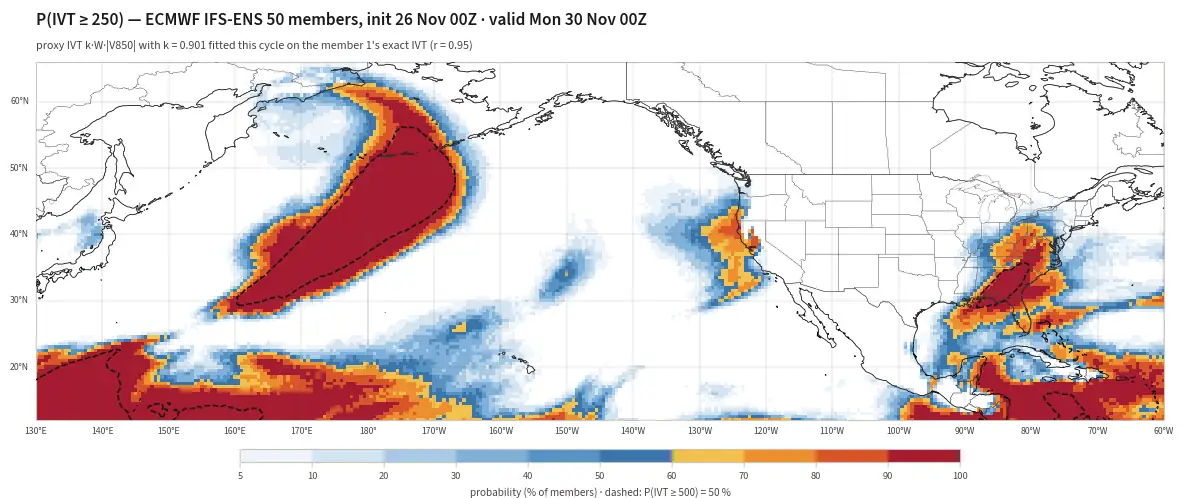 P(IVT ≥ 250) — ECMWF IFS-ENS 50 members, init 26 Nov 00Z · valid Mon 30 Nov 00Z
proxy IVT k·W·|V850| with k = 0.901 fitted this cycle on the member 1's exact IVT (r = 0.95)
60°N
50°N
40°N
30°N
20°N
130°E 140°E 150°E 160°E 170°E 180° 170°W 160°W 150°W 140°W 130°W 120°W 110°W 100°W 90°W 80°W 70°W 60°W
5 10 20 30 40 50 60 70 80 90 100
probability (% of members) · dashed: P(IVT ≥ 500) = 50 %